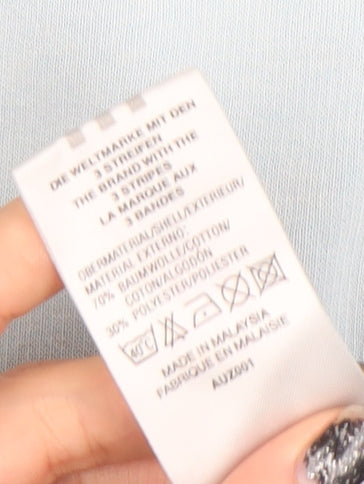 DIE WELTMARKE MIT DEN
3 STREIFEN
THE BRAND WITH THE
3 STRIPES
LA MARQUE AUX
3 BANDES
OBERMATERIAL/SHELL/EXTERIEUR/
MATERIAL EXTERNO:
70% BAUMWOLLE/COTTON/
COTON/ALGODÓN
30% POLYESTER/POLIESTER
40°C
MADE IN MALAYSIA
FABRIQUE EN MALAISIE
AUZ001